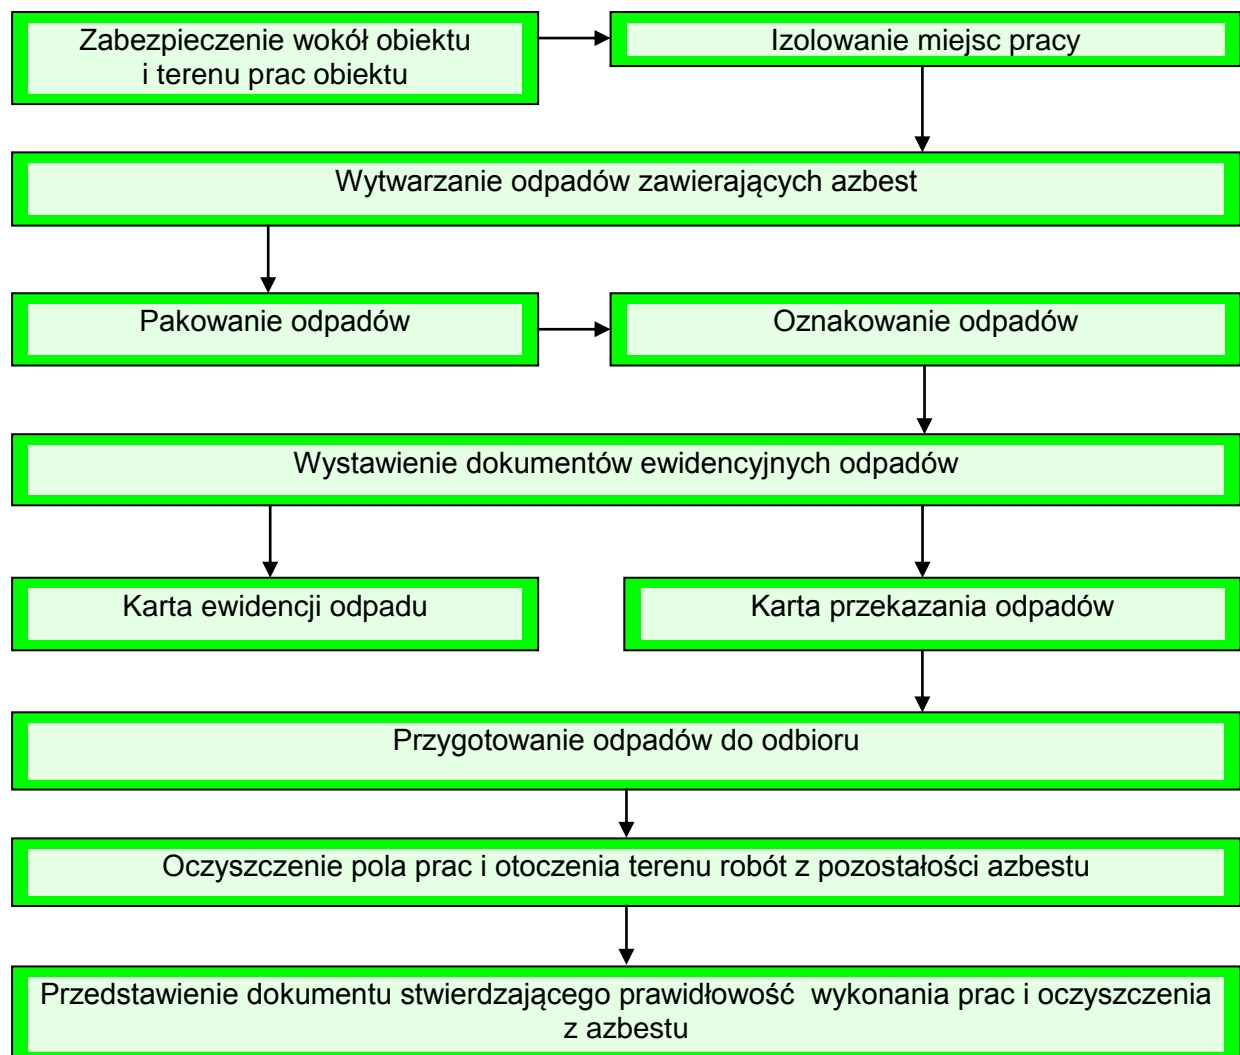 Zabezpieczenie wokół obiektu
i terenu prac obiektu
Izolowanie miejsc pracy
Wytwarzanie odpadów zawierających azbest
Pakowanie odpadów
Oznakowanie odpadów
Wystawienie dokumentów ewidencyjnych odpadów
Karta ewidencji odpadu
Karta przekazania odpadów
Przygotowanie odpadów do odbioru
Oczyszczenie pola prac i otoczenia terenu robót z pozostałości azbestu
Przedstawienie dokumentu stwierdzającego prawidłowość wykonania prac i oczyszczenia
z azbestu